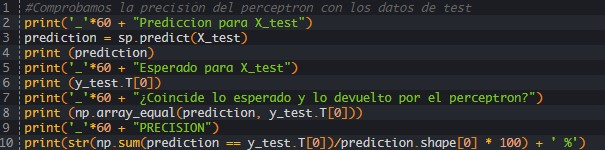 1 #Comprobamos la precisión del perceptron con los datos de test
2 print('_'*60 + "Prediccion para X_test")
3 prediction = sp.predict(X_test)
4 print (prediction)
5 print('_'*60 + "Esperado para X_test")
6 print (y_test.T[0])
7 print('_'*60 + "¿Coincide lo esperado y lo devuelto por el perceptron?")
8 print (np.array_equal(prediction, y_test.T[0]))
9 print('_'*60 + "PRECISION")
10 print(str(np.sum(prediction == y_test.T[0])/prediction.shape[0] * 100) + ' %')